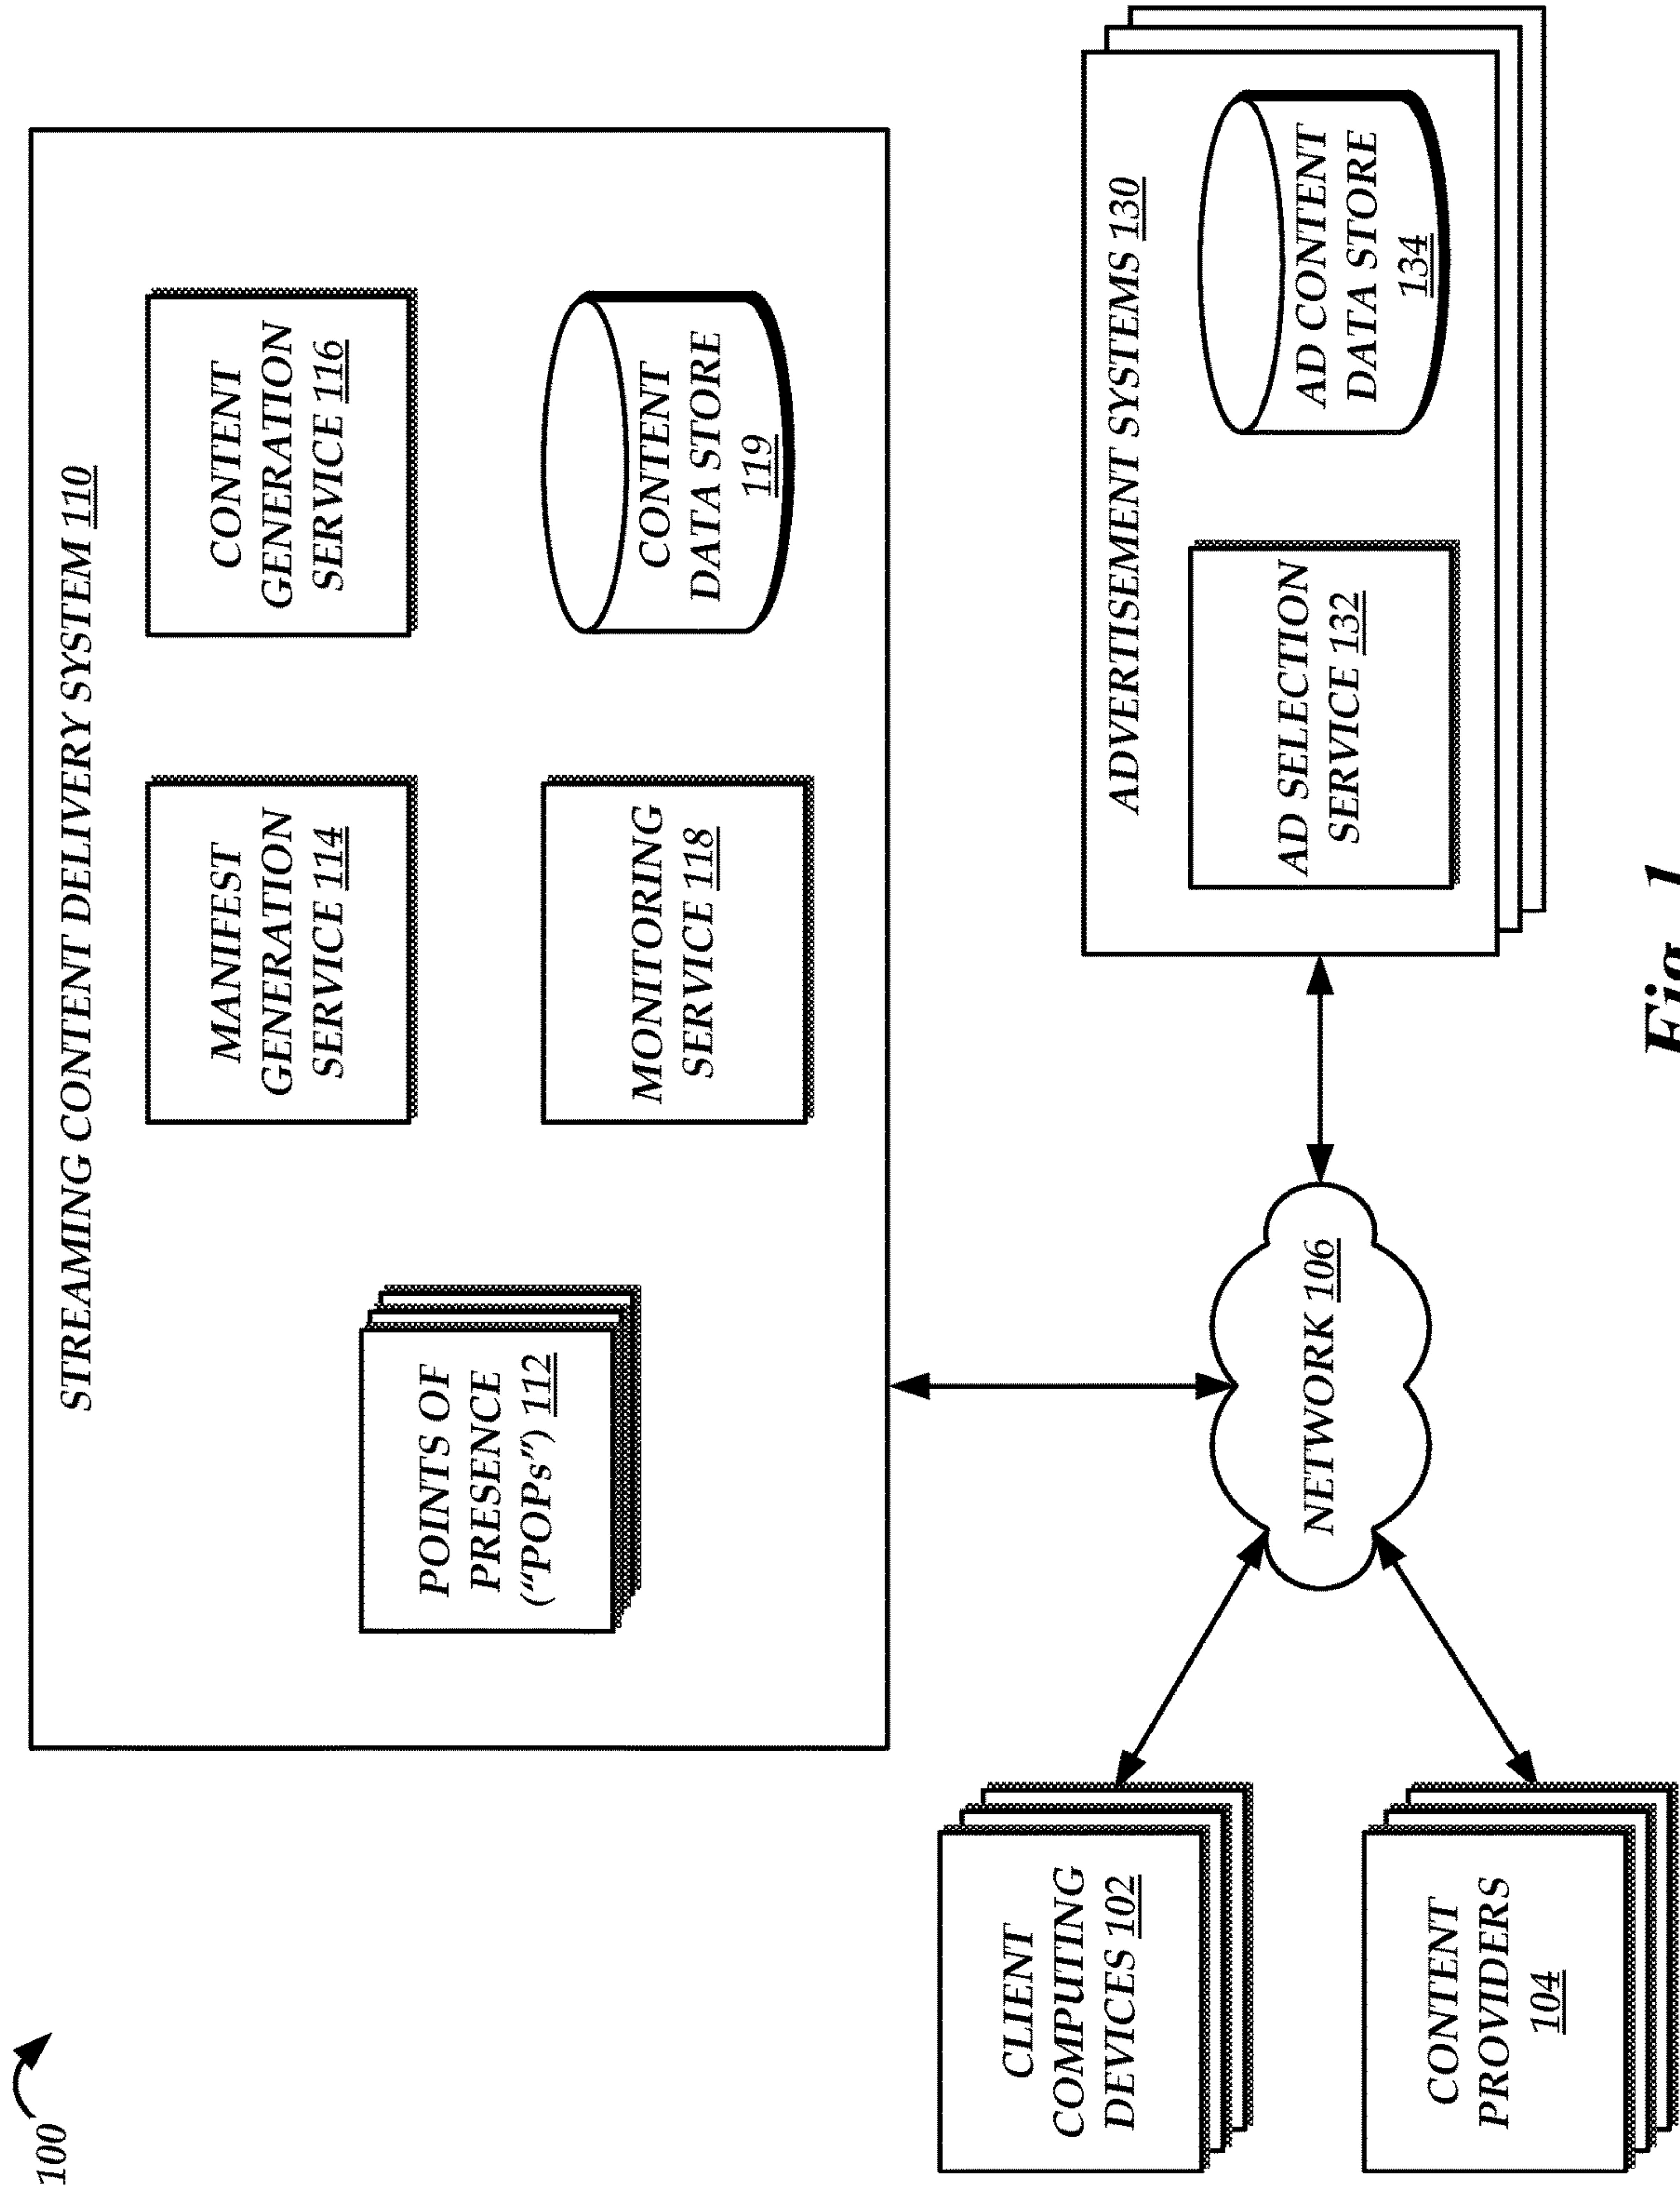 100
STREAMING CONTENT DELIVERY SYSTEM 110
POINTS OF
PRESENCE
(“POPs”) 112
MANIFEST
GENERATION
SERVICE 114
CONTENT
GENERATION
SERVICE 116
MONITORING
SERVICE 118
CONTENT
DATA STORE
119
CLIENT
COMPUTING
DEVICES 102
CONTENT
PROVIDERS
104
NETWORK 106
ADVERTISEMENT SYSTEMS 130
AD SELECTION
SERVICE 132
AD CONTENT
DATA STORE
134
Fig. 1